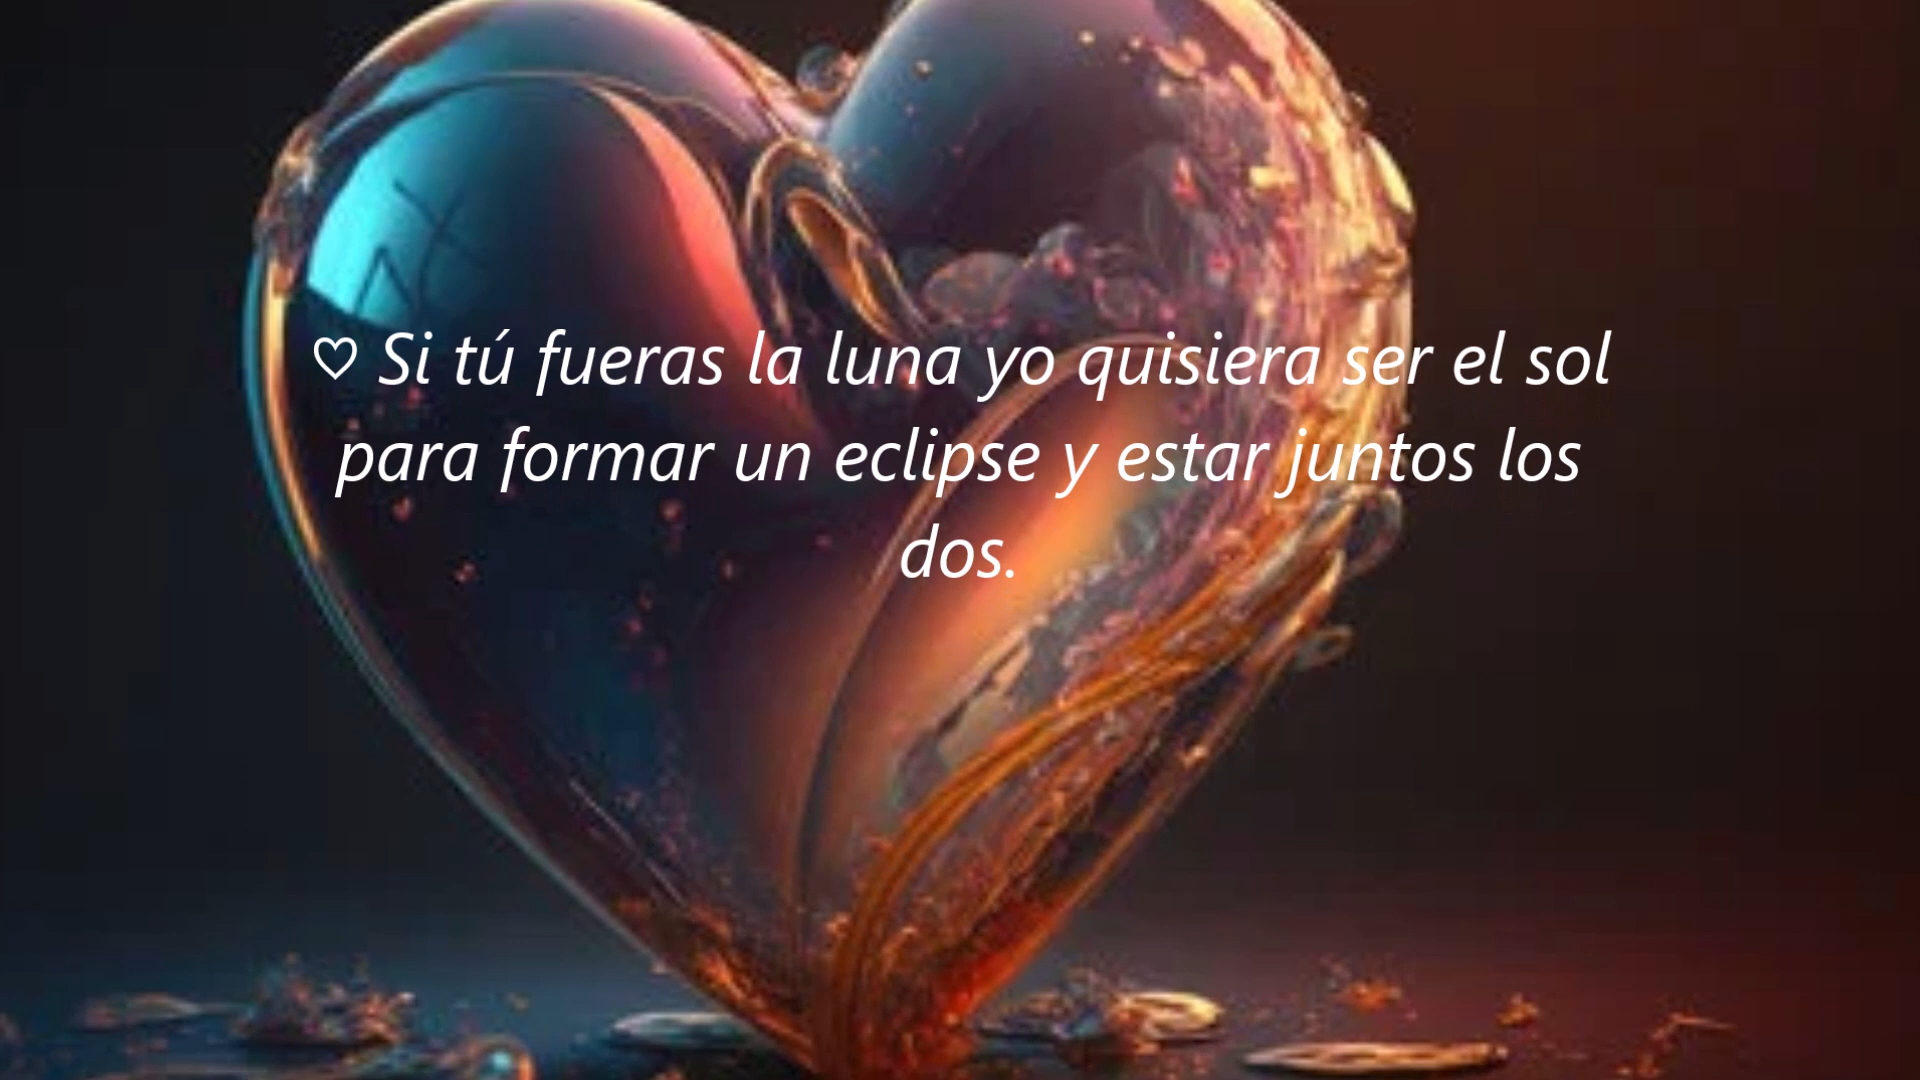 ♡ Si tú fueras la luna yo quisiera ser el sol
para formar un eclipse y estar juntos los
dos.